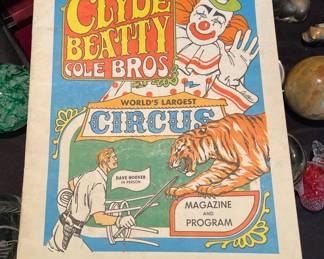 CLYDE
BEATTY
COLE BROS.
WORLD'S LARGEST
CIRCUS
DAVE HOOVER
IN PERSON
MAGAZINE
AND
PROGRAM